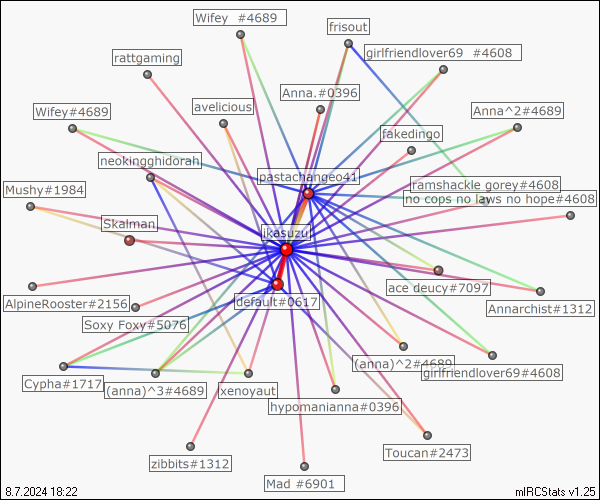 Wifey  #4689
frisout
girlfriendlover69  #4608
rattgaming
Anna.#0396
avelicious
Wifey#4689
Anna^2#4689
fakedingo
neokingghidorah
pastachangeo41
ramshackle gorey#4608
Mushy#1984
no cops no laws no hope#4608
Skalman
ikasuzu
ace deucy#7097
AlpineRooster#2156
default#0617
Annarchist#1312
Soxy Foxy#5076
(anna)^2#4689
girlfriendlover69#4608
Cypha#1717
(anna)^3#4689
xenoyaut
hypomanianna#0396
Toucan#2473
zibbits#1312
Mad #6901
8.7.2024 18:22
mIRCStats v1.25